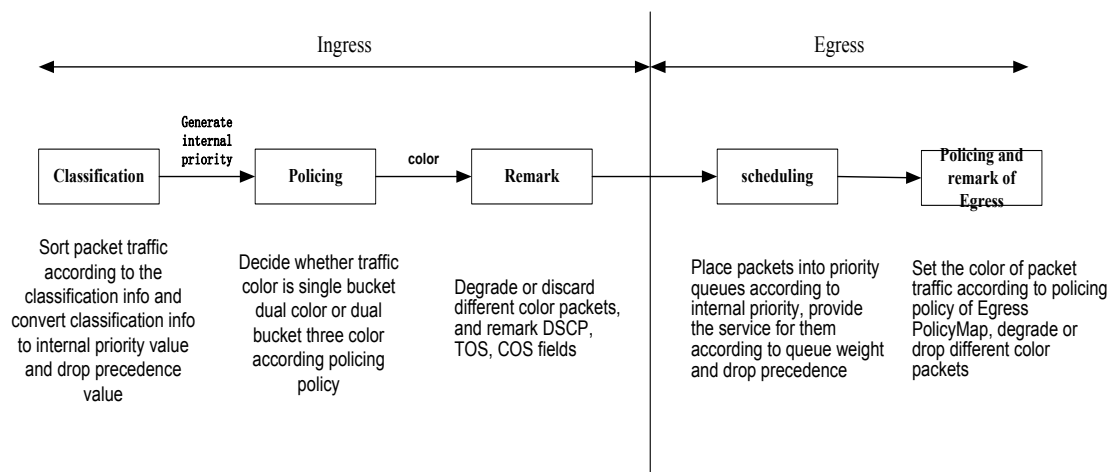 Ingress
Egress
Generate
internal
priority
color
Classification
Policing
Remark
scheduling
Policing and
remark of
Egress
Sort packet traffic
according to the
classification info and
convert classification info
to internal priority value
and drop precedence
value
Decide whether traffic
color is single bucket
dual color or dual
bucket three color
according policing
policy
Degrade or discard
different color packets,
and remark DSCP,
TOS, COS fields
Place packets into priority
queues according to
internal priority, provide
the service for them
according to queue weight
and drop precedence
Set the color of packet
traffic according to policing
policy of Egress
PolicyMap, degrade or
drop different color
packets